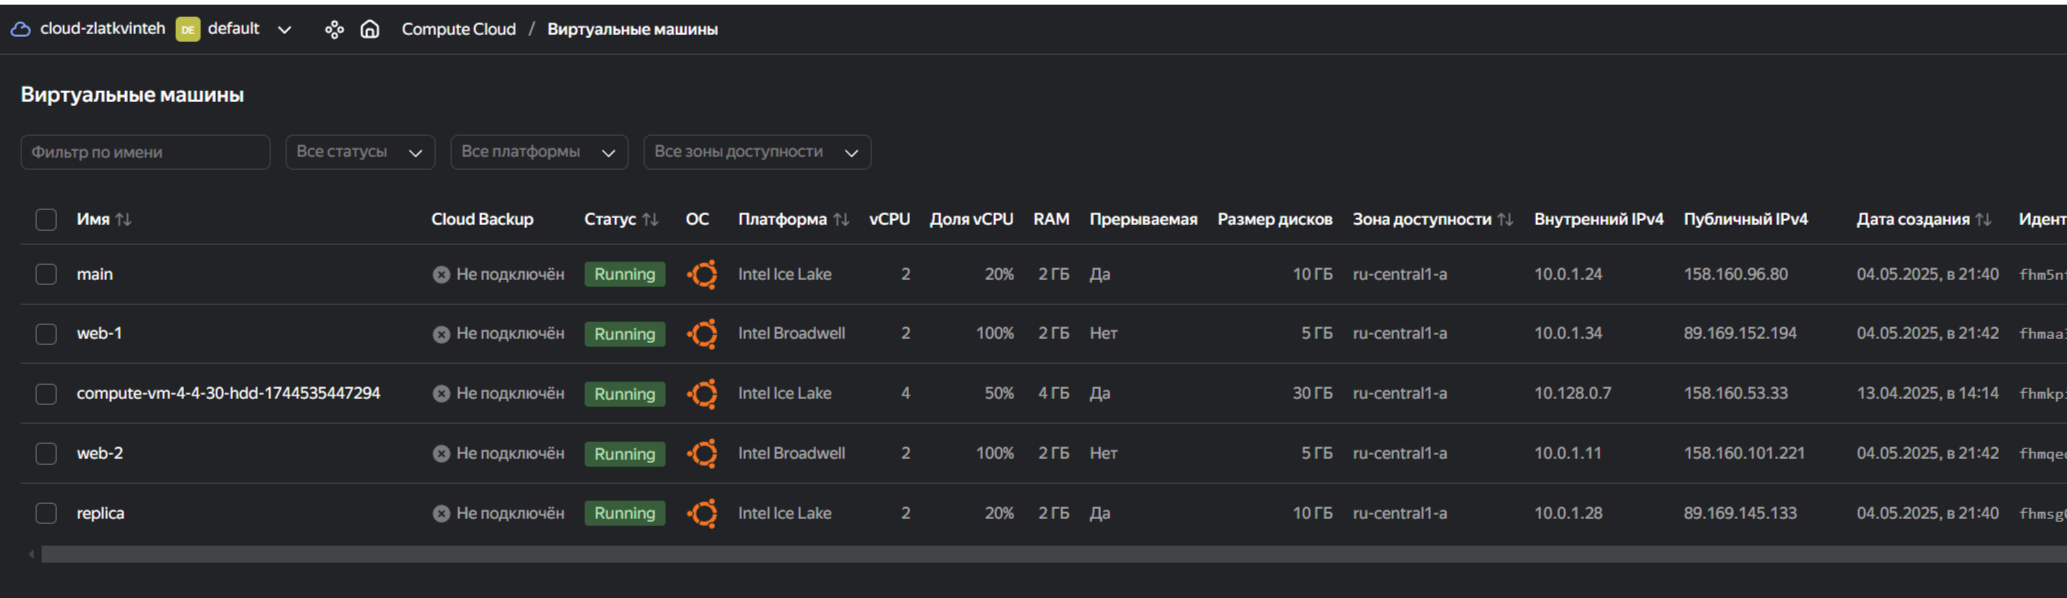 cloud-zlatkvinteh DE default Compute Cloud / Виртуальные машины
Виртуальные машины
Фильтр по имени Все статусы Все платформы Все зоны доступности
Имя Cloud Backup Статус ОС Платформа vCPU Доля vCPU RAM Прерываемая Размер дисков Зона доступности Внутренний IPv4 Публичный IPv4 Дата создания Идент
main Не подключён Running Intel Ice Lake 2 20% 2 ГБ Да 10 ГБ ru-central1-a 10.0.1.24 158.160.96.80 04.05.2025, в 21:40 fhm5n
web-1 Не подключён Running Intel Broadwell 2 100% 2 ГБ Нет 5 ГБ ru-central1-a 10.0.1.34 89.169.152.194 04.05.2025, в 21:42 fhmaa
compute-vm-4-4-30-hdd-1744535447294 Не подключён Running Intel Ice Lake 4 50% 4 ГБ Да 30 ГБ ru-central1-a 10.128.0.7 158.160.53.33 13.04.2025, в 14:14 fhmkp
web-2 Не подключён Running Intel Broadwell 2 100% 2 ГБ Нет 5 ГБ ru-central1-a 10.0.1.11 158.160.101.221 04.05.2025, в 21:42 fhmqe
replica Не подключён Running Intel Ice Lake 2 20% 2 ГБ Да 10 ГБ ru-central1-a 10.0.1.28 89.169.145.133 04.05.2025, в 21:40 fhmsg